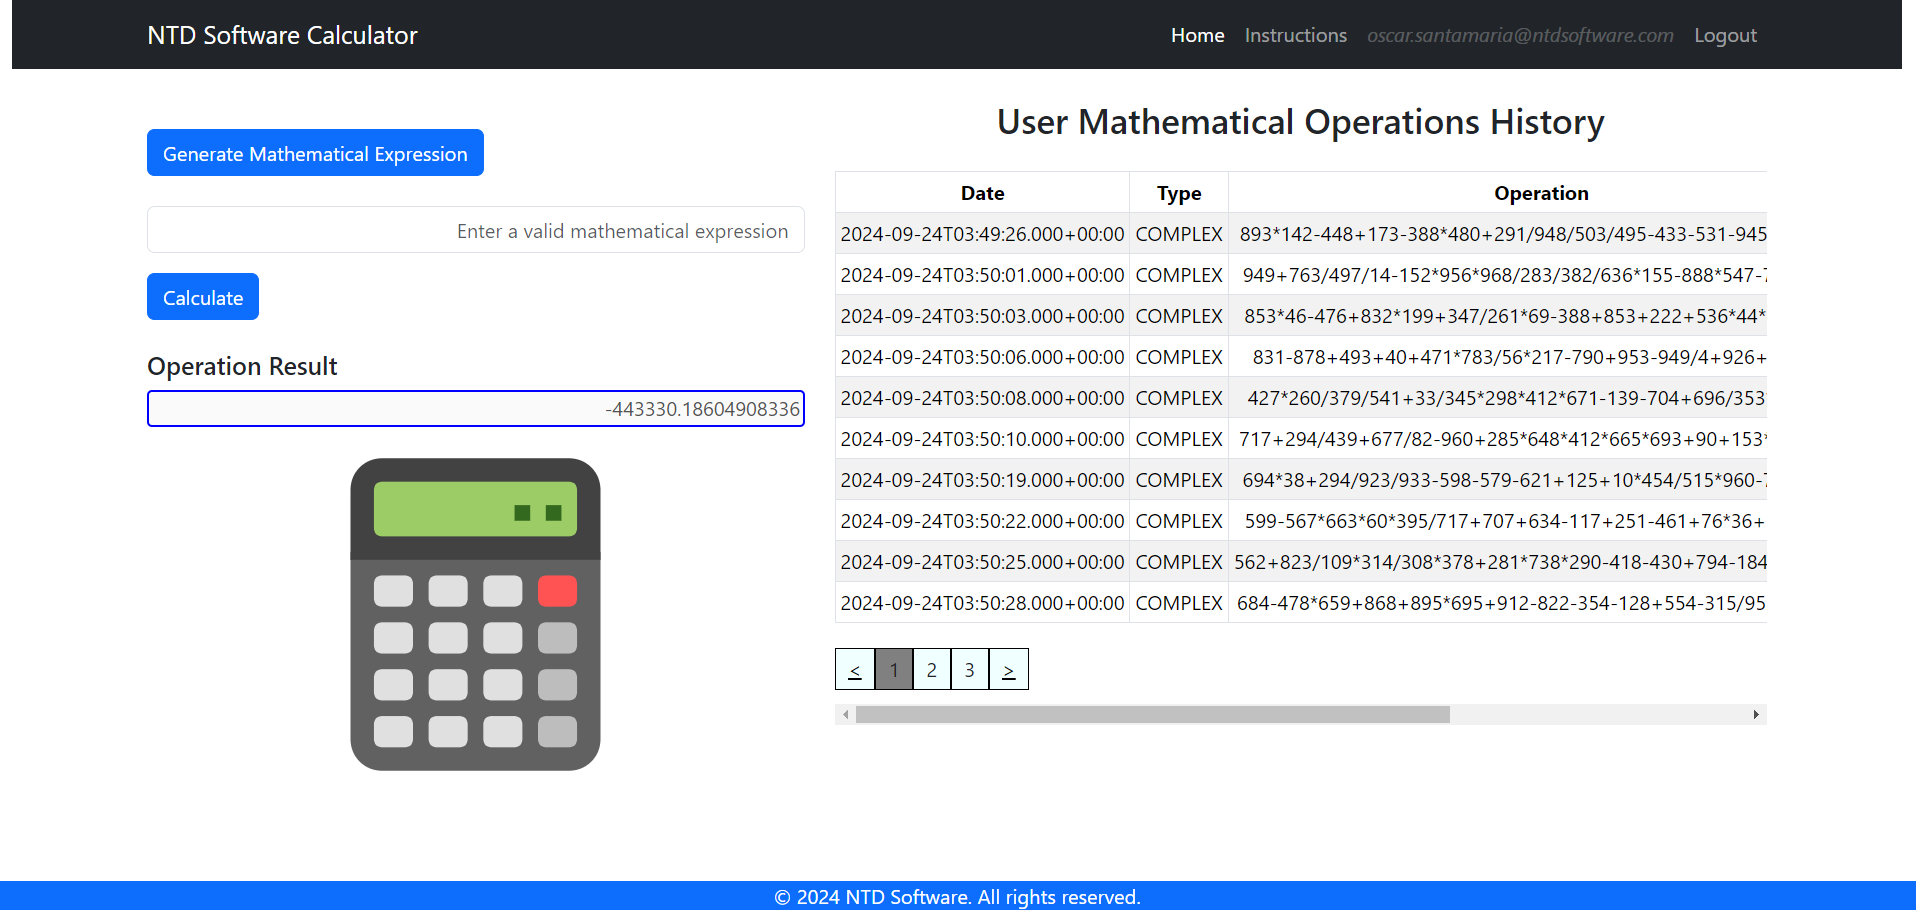 NTD Software Calculator Home Instructions oscar.santamaria@ntdsoftware.com Logout
Generate Mathematical Expression
Enter a valid mathematical expression
Calculate
Operation Result
-443330.18604908336
User Mathematical Operations History
Date Type Operation
2024-09-24T03:49:26.000+00:00 COMPLEX 893*142-448+173-388*480+291/948/503/495-433-531-945
2024-09-24T03:50:01.000+00:00 COMPLEX 949+763/497/14-152*956*968/283/382/636*155-888*547-
2024-09-24T03:50:03.000+00:00 COMPLEX 853*46-476+832*199+347/261*69-388+853+222+536*44*
2024-09-24T03:50:06.000+00:00 COMPLEX 831-878+493+40+471*783/56*217-790+953-949/4+926+
2024-09-24T03:50:08.000+00:00 COMPLEX 427*260/379/541+33/345*298*412*671-139-704+696/353
2024-09-24T03:50:10.000+00:00 COMPLEX 717+294/439+677/82-960+285*648*412*665*693+90+153*
2024-09-24T03:50:19.000+00:00 COMPLEX 694*38+294/923/933-598-579-621+125+10*454/515*960-
2024-09-24T03:50:22.000+00:00 COMPLEX 599-567*663*60*395/717+707+634-117+251-461+76*36+
2024-09-24T03:50:25.000+00:00 COMPLEX 562+823/109*314/308*378+281*738*290-418-430+794-184
2024-09-24T03:50:28.000+00:00 COMPLEX 684-478*659+868+895*695+912-822-354-128+554-315/95
< 1 2 3 >
© 2024 NTD Software. All rights reserved.